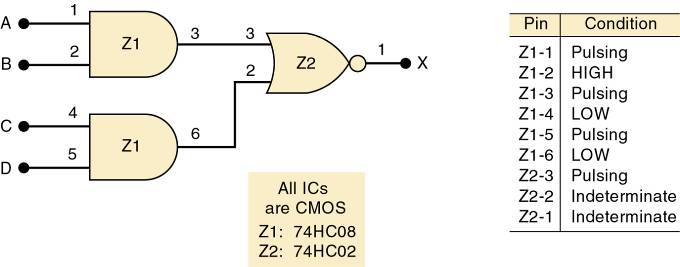 A 1
B 2
Z1
3
3
2
Z2
1 X
C 4
D 5
Z1
6
All ICs
are CMOS
Z1: 74HC08
Z2: 74HC02
Pin Condition
Z1-1 Pulsing
Z1-2 HIGH
Z1-3 Pulsing
Z1-4 LOW
Z1-5 Pulsing
Z1-6 LOW
Z2-3 Pulsing
Z2-2 Indeterminate
Z2-1 Indeterminate